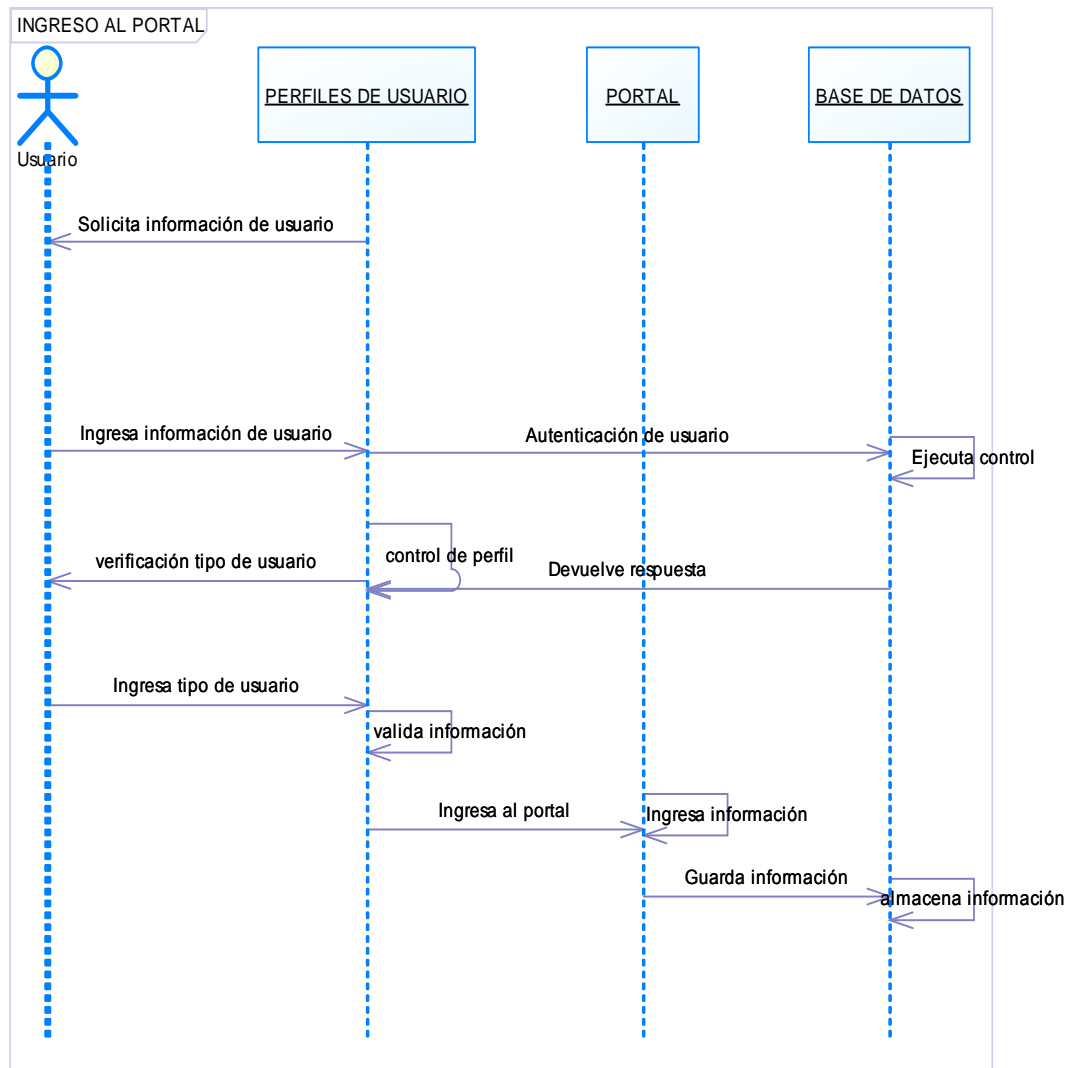 INGRESO AL PORTAL
PERFILES DE USUARIO
PORTAL
BASE DE DATOS
Usuario
Solicita información de usuario
Ingresa información de usuario
Autenticación de usuario
Ejecuta control
control de perfil
verificación tipo de usuario
Devuelve respuesta
Ingresa tipo de usuario
valida información
Ingresa al portal
Ingresa información
Guarda información
almacena información